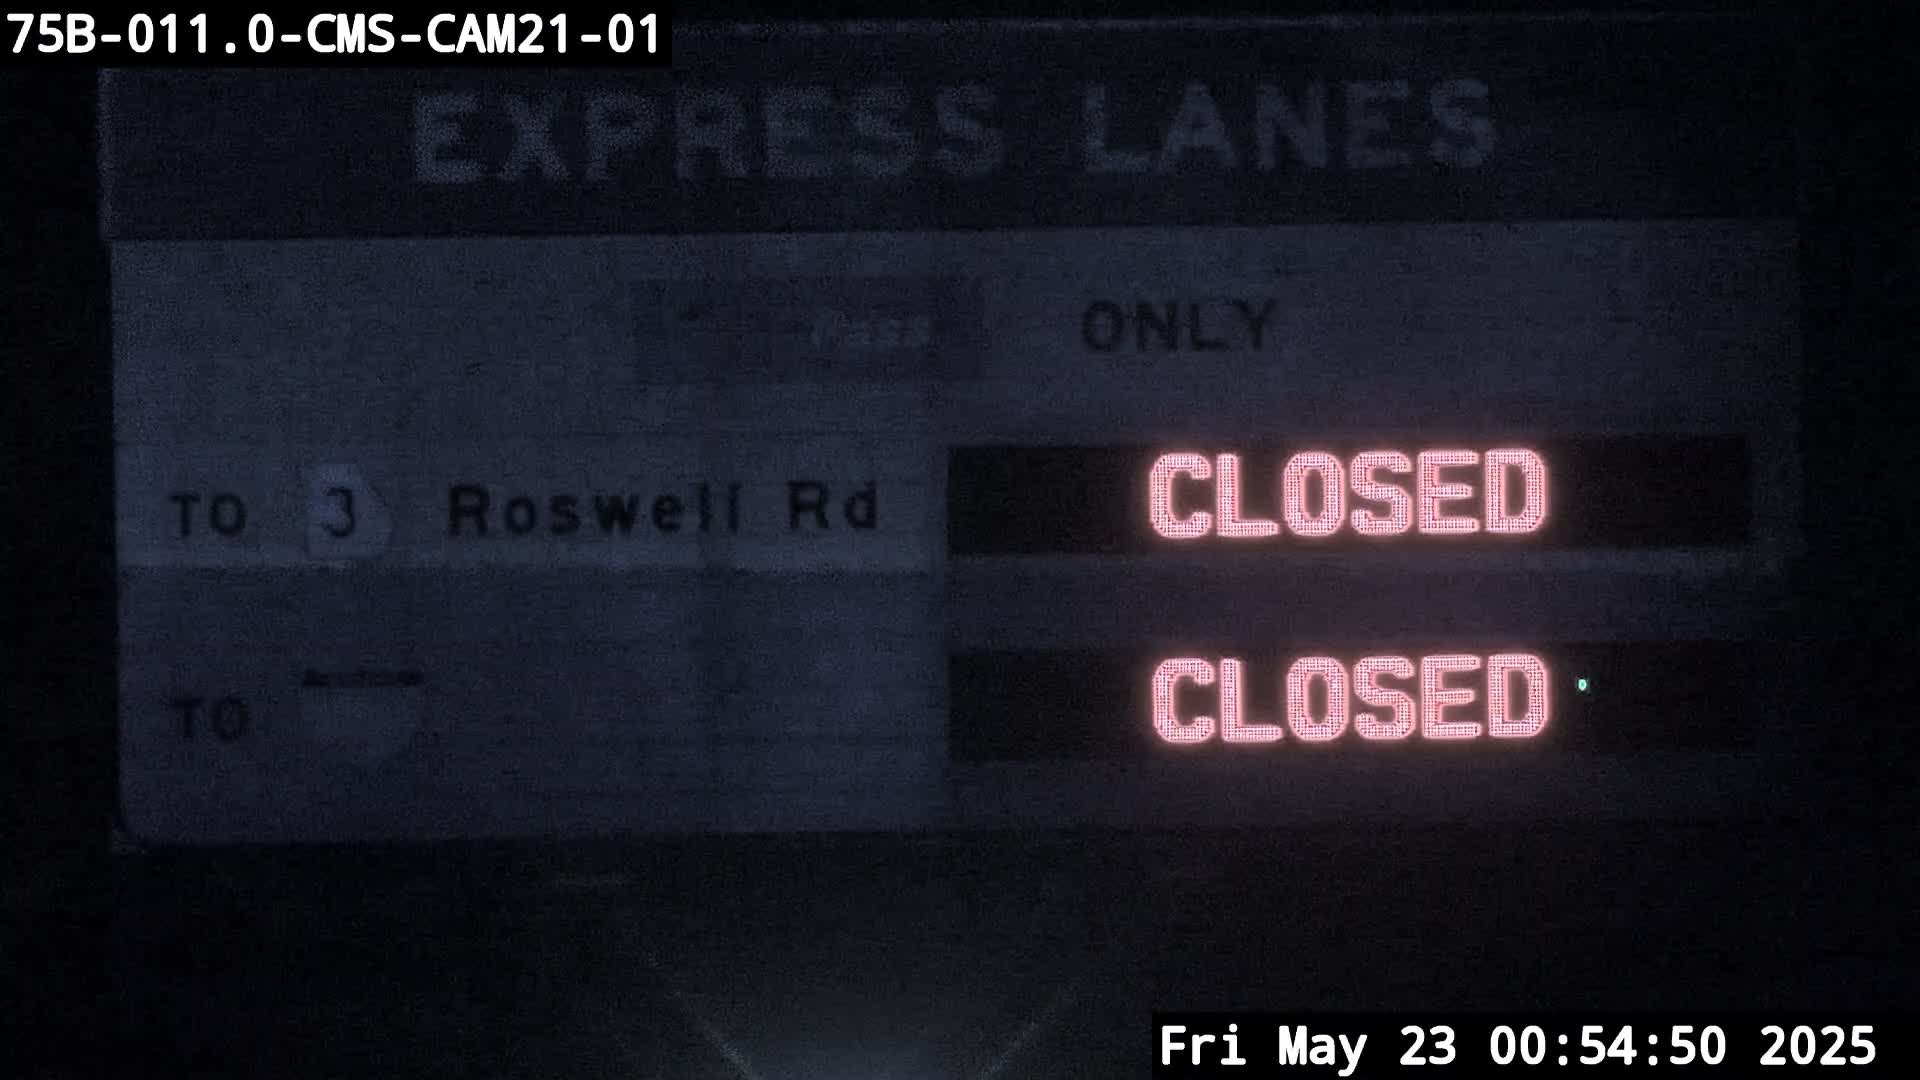 75B-011.0-CMS-CAM21-01
EXPRESS LANES
Pass ONLY
TO 3 Roswell Rd CLOSED
TO CLOSED
Fri May 23 00:54:50 2025